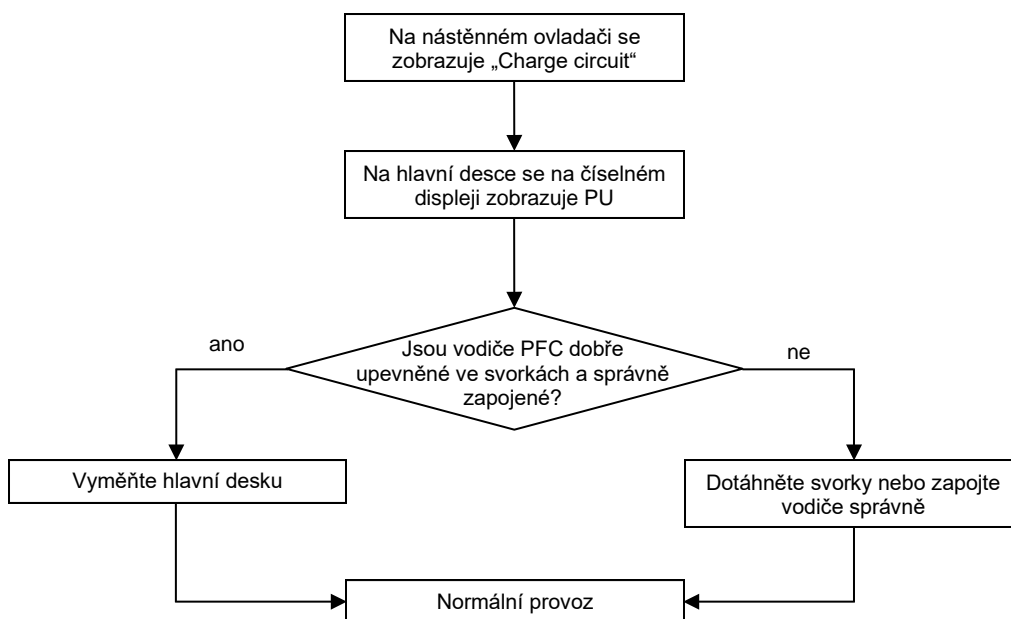 Na nástěnném ovladači se
zobrazuje „Charge circuit“
Na hlavní desce se na číselném
displeji zobrazuje PU
ano
Jsou vodiče PFC dobře
upevněné ve svorkách a správně
zapojené?
ne
Vyměňte hlavní desku
Dotáhněte svorky nebo zapojte
vodiče správně
Normální provoz